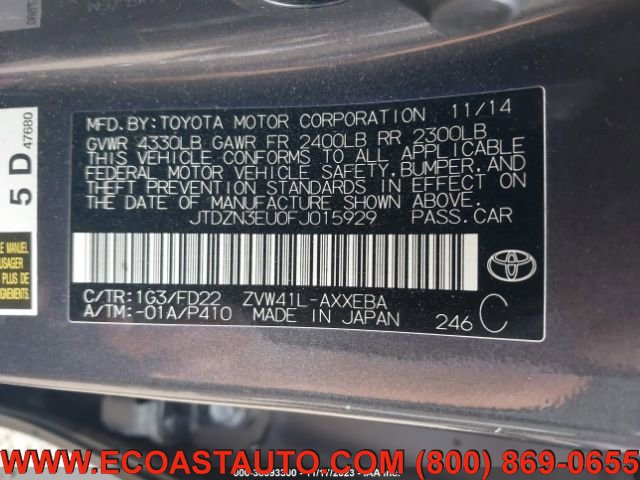 MFD.BY:TOYOTA MOTOR CORPORATION 11/14
GVWR 4330LB GAWR FR 2400LB RR 2300LB
THIS VEHICLE CONFORMS TO ALL APPLICABLE
FEDERAL MOTOR VEHICLE SAFETY,BUMPER,AND
THEFT PREVENTION STANDARDS IN EFFECT ON
THE DATE OF MANUFACTURE SHOWN ABOVE.
JTDZN3EU0FJ015929 PASS.CAR
C/TR:1G3/FD22 ZVW41L-AXXEBA
A/TM:-01A/P410 MADE IN JAPAN 246 C
5 D 47680
LE MANUEL
USAGER
WWW.ECOASTAUTO.COM (800) 869-0655